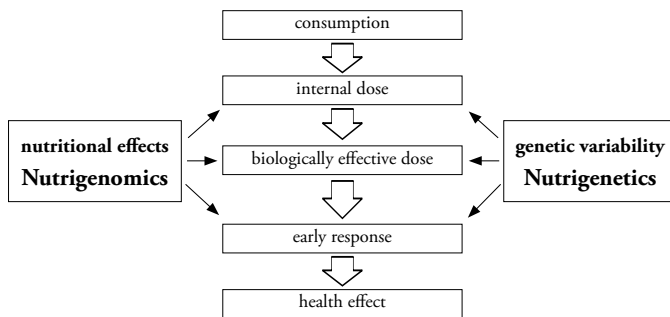 consumption
internal dose
nutritional effects
Nutrigenomics
biologically effective dose
genetic variability
Nutrigenetics
early response
health effect